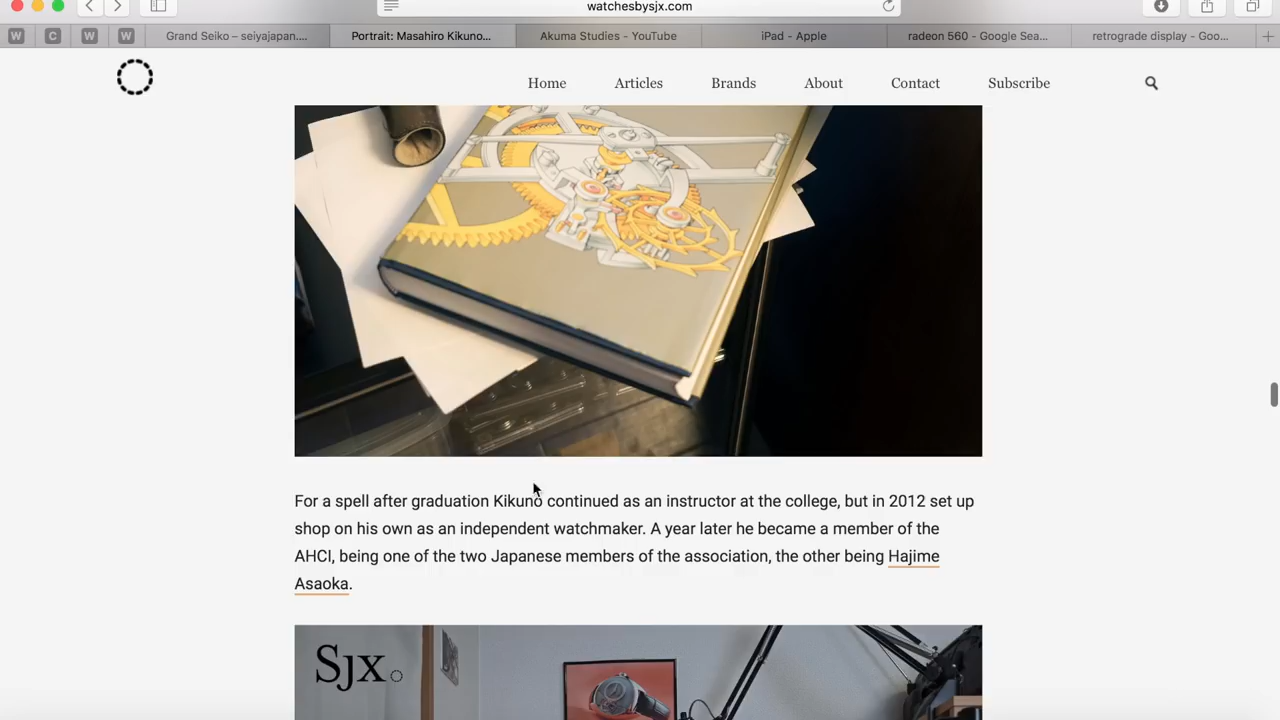 watchesbysjx.com
W
C
W
W
Grand Seiko – seiyajapan....
Portrait: Masahiro Kikuno...
Akuma Studies - YouTube
iPad - Apple
radeon 560 - Google Sea...
retrograde display - Goo...
Home
Articles
Brands
About
Contact
Subscribe
For a spell after graduation Kikuno continued as an instructor at the college, but in 2012 set up
shop on his own as an independent watchmaker. A year later he became a member of the
AHCI, being one of the two Japanese members of the association, the other being Hajime
Asaoka.
Sjx